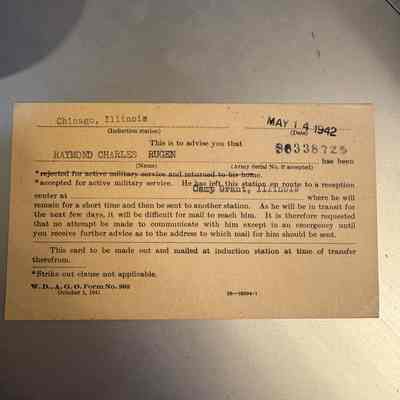 Chicago, Illinois MAY 14 1942
(Induction station) (Date)
This is to advise you that
RAYMOND CHARLES RUGEN has been
(Name) (Army Serial No. if accepted)
*rejected for active military service and returned to his home.
*accepted for active military service. He has left this station en route to a reception
center at Camp Grant, Illinois where he will
remain for a short time and then be sent to another station. As he will be in transit for
the next few days, it will be difficult for mail to reach him. It is therefore requested
that no attempt be made to communicate with him except in an emergency until
you receive further advice as to the address to which mail for him should be sent.
This card to be made out and mailed at induction station at time of transfer
therefrom.
*Strike out clause not applicable.
W. D., A. G. O. Form No. 202
October 1, 1941